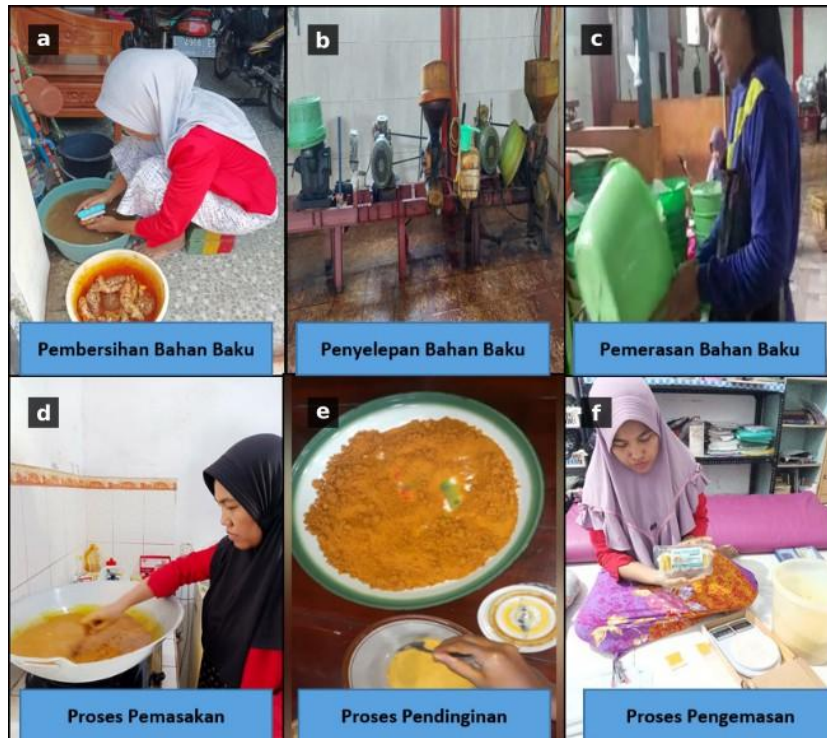 a
b
c
Pembersihan Bahan Baku
Penyelepan Bahan Baku
Pemerasan Bahan Baku
d
e
f
Proses Pemasakan
Proses Pendinginan
Proses Pengemasan